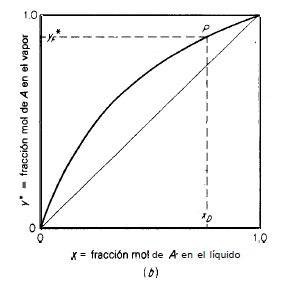 1.0
y_F*
P
y* = fracción mol de A en el vapor
0
0
x_D
1,0
x = fracción mol de A en el líquido
(b)